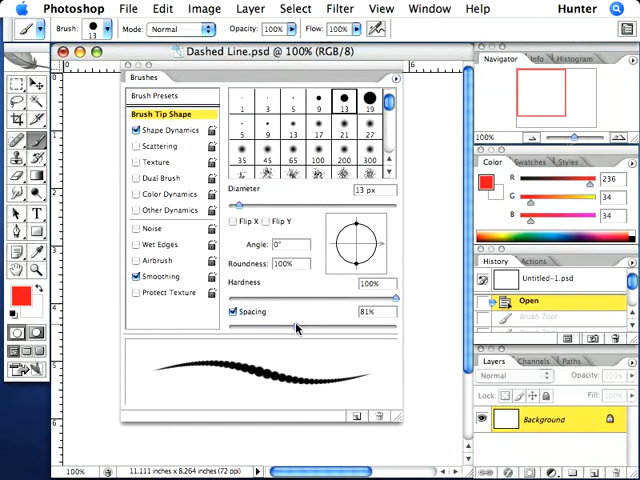 Photoshop File Edit Image Layer Select Filter View Window Help Hunter
Brush: 13 Mode: Normal Opacity: 100% Flow: 100%
Dashed Line.psd @ 100% (RGB/8)
Brushes
Brush Presets
Brush Tip Shape
Shape Dynamics
Scattering
Texture
Dual Brush
Color Dynamics
Other Dynamics
Noise
Wet Edges
Airbrush
Smoothing
Protect Texture
1 3 5 9 13 19
5 9 13 17 21 27
35 45 65 100 200 300
Diameter 13 px
Flip X Flip Y
Angle: 0°
Roundness: 100%
Hardness 100%
Spacing 81%
100% 11.111 inches x 8.264 inches (72 ppi)
Navigator Info Histogram
100%
Color Swatches Styles
R 236
G 34
B 34
History Actions
Untitled-1.psd
Open
Brush Tool
Layers Channels Paths
Normal Opacity: 100%
Lock: Fill: 100%
Background